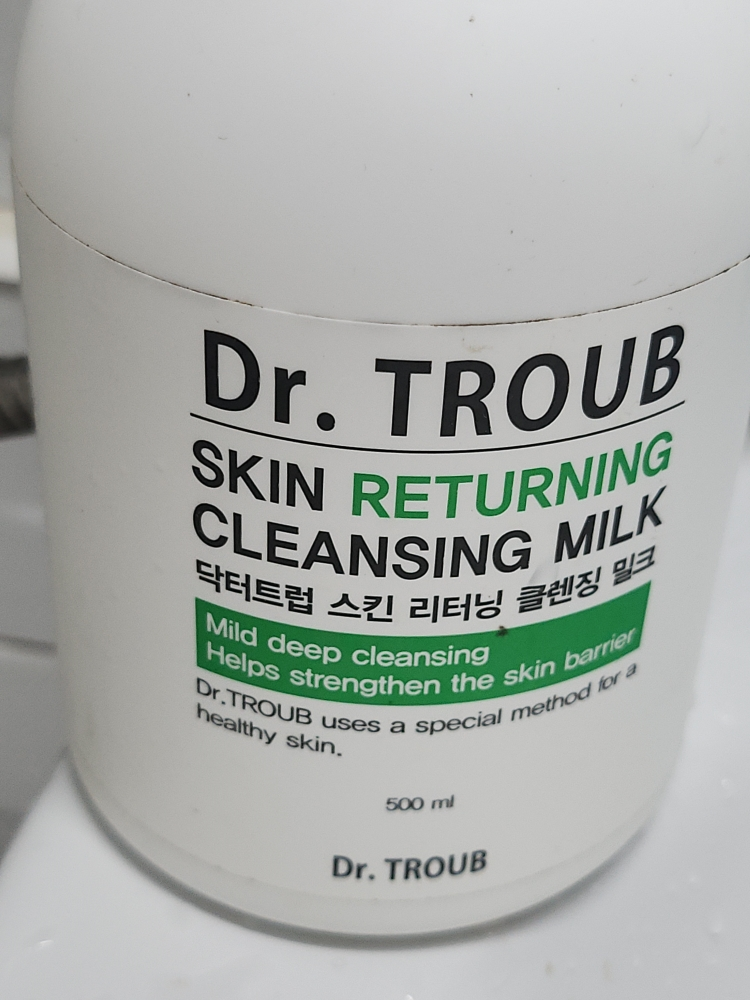 Dr. TROUB
SKIN RETURNING
CLEANSING MILK
닥터트럽 스킨 리터닝 클렌징 밀크
Mild deep cleansing
Helps strengthen the skin barrier
Dr.TROUB uses a special method for a
healthy skin.
500 ml
Dr. TROUB